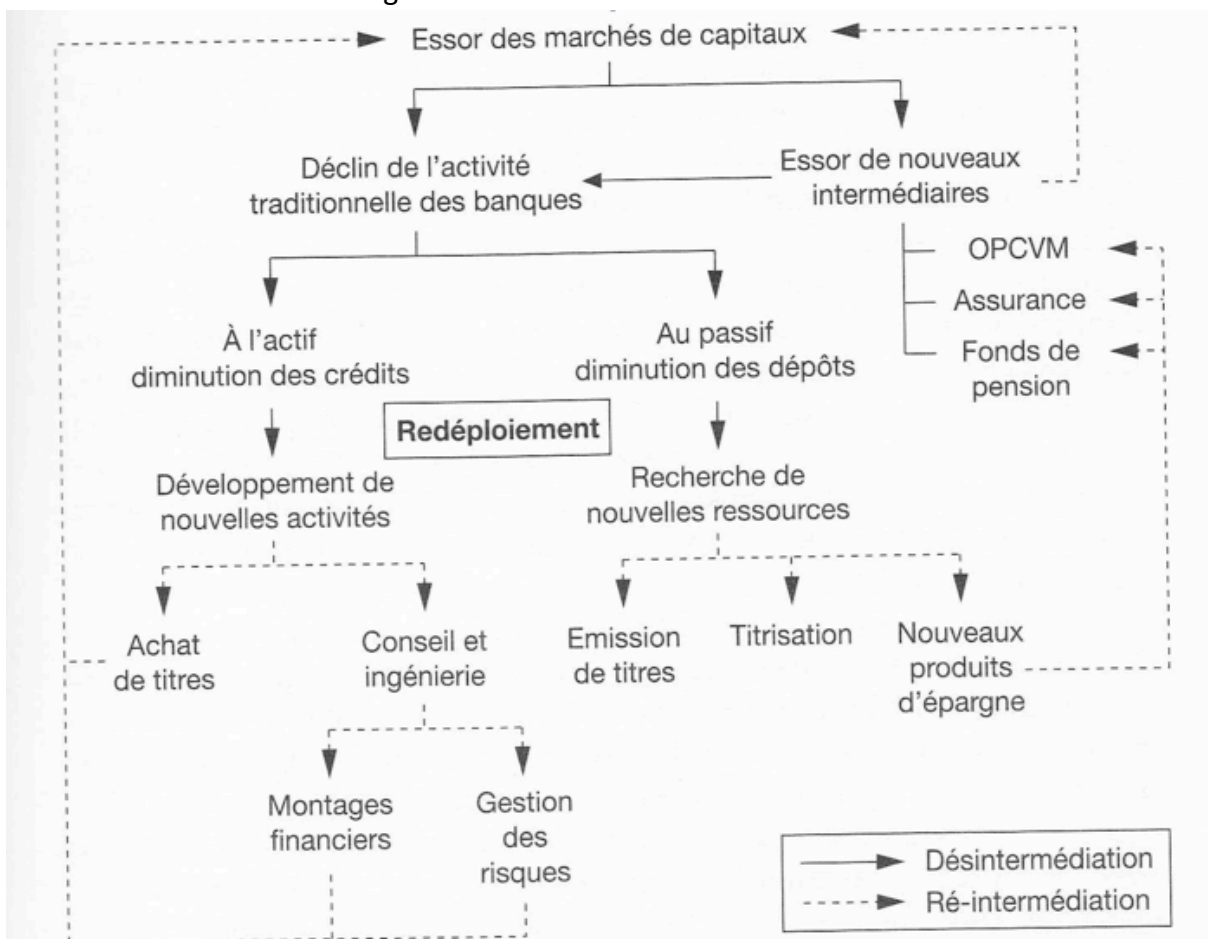 Essor des marchés de capitaux
Déclin de l'activité
traditionnelle des banques
Essor de nouveaux
intermédiaires
OPCVM
Assurance
Fonds de
pension
À l'actif
diminution des crédits
Au passif
diminution des dépôts
Redéploiement
Développement de
nouvelles activités
Recherche de
nouvelles ressources
Achat
de titres
Conseil et
ingénierie
Emission
de titres
Titrisation
Nouveaux
produits
d'épargne
Montages
financiers
Gestion
des
risques
Désintermédiation
Ré-intermédiation